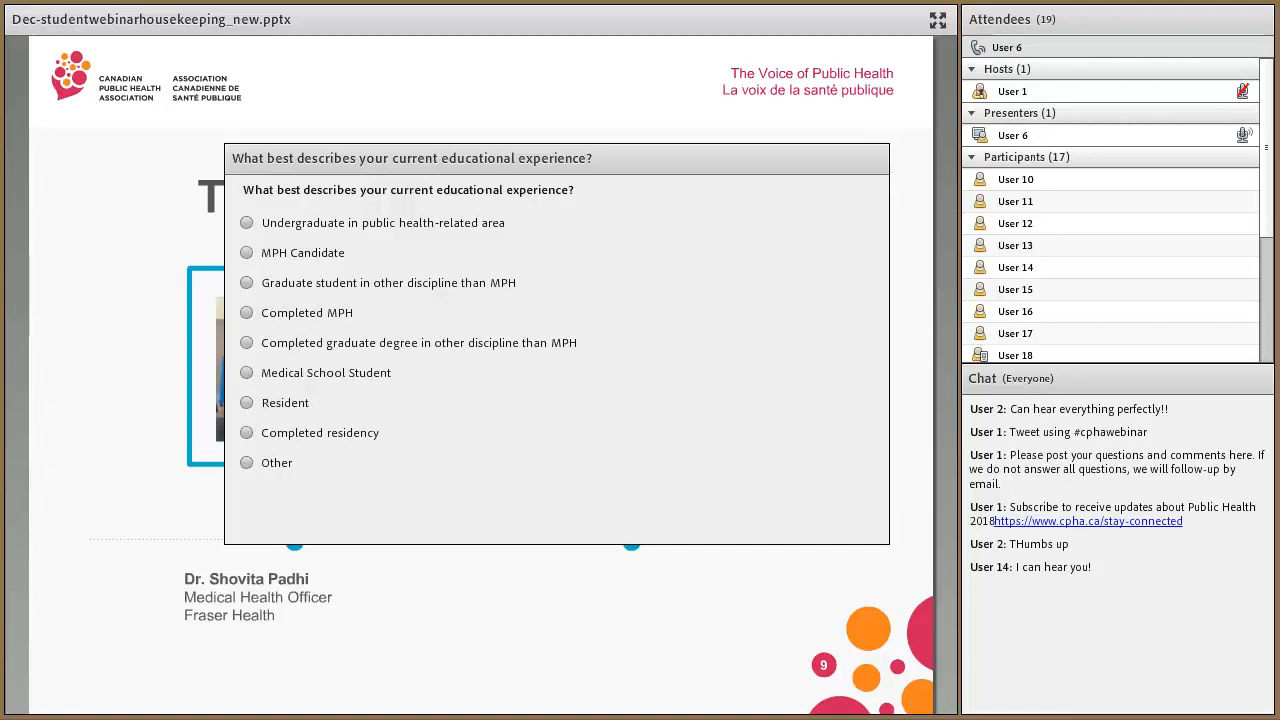 Dec-studentwebinarhousekeeping_new.pptx
CANADIAN
PUBLIC HEALTH
ASSOCIATION
ASSOCIATION
CANADIENNE DE
SANTÉ PUBLIQUE
The Voice of Public Health
La voix de la santé publique
T
What best describes your current educational experience?
What best describes your current educational experience?
Undergraduate in public health-related area
MPH Candidate
Graduate student in other discipline than MPH
Completed MPH
Completed graduate degree in other discipline than MPH
Medical School Student
Resident
Completed residency
Other
Dr. Shovita Padhi
Medical Health Officer
Fraser Health
9
Attendees (19)
User 6
Hosts (1)
User 1
Presenters (1)
User 6
Participants (17)
User 10
User 11
User 12
User 13
User 14
User 15
User 16
User 17
User 18
Chat (Everyone)
User 2: Can hear everything perfectly!!
User 1: Tweet using #cphawebinar
User 1: Please post your questions and comments here. If
we do not answer all questions, we will follow-up by
email.
User 1: Subscribe to receive updates about Public Health
2018https://www.cpha.ca/stay-connected
User 2: THumbs up
User 14: I can hear you!